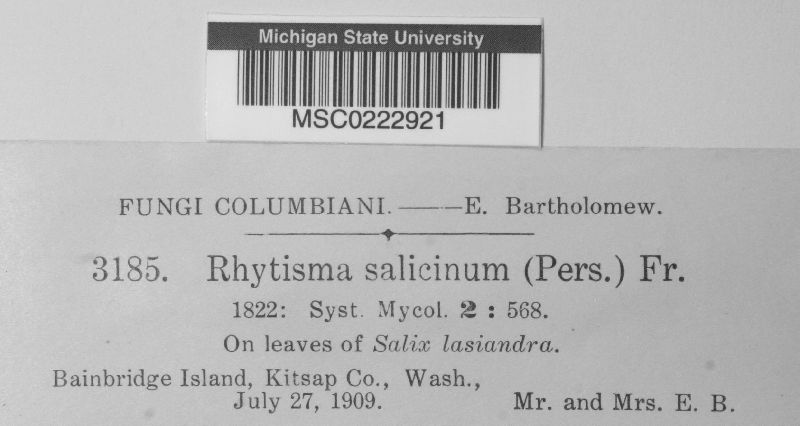 Michigan State University
MSC0222921
FUNGI COLUMBIANI.———E. Bartholomew.
3185. Rhytisma salicinum (Pers.) Fr.
1822: Syst. Mycol. 2 : 568.
On leaves of Salix lasiandra.
Bainbridge Island, Kitsap Co., Wash.,
July 27, 1909. Mr. and Mrs. E. B.